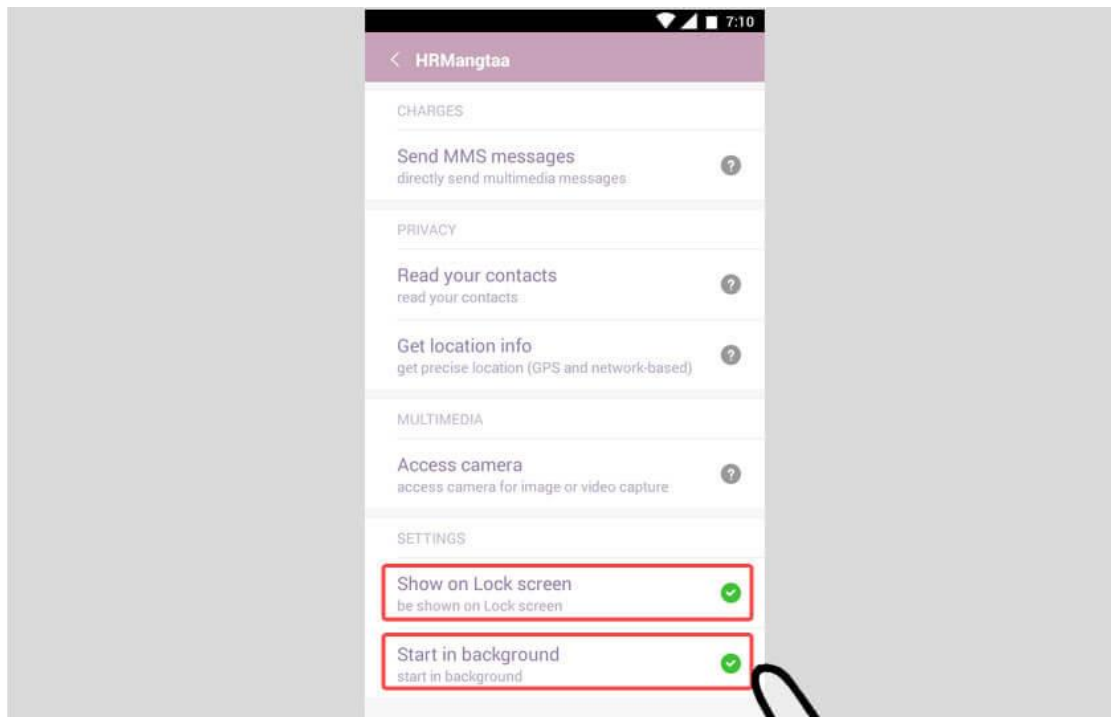 7:10
HRMangtaa
CHARGES
Send MMS messages
directly send multimedia messages
PRIVACY
Read your contacts
read your contacts
Get location info
get precise location (GPS and network-based)
MULTIMEDIA
Access camera
access camera for image or video capture
SETTINGS
Show on Lock screen
be shown on Lock screen
Start in background
start in background